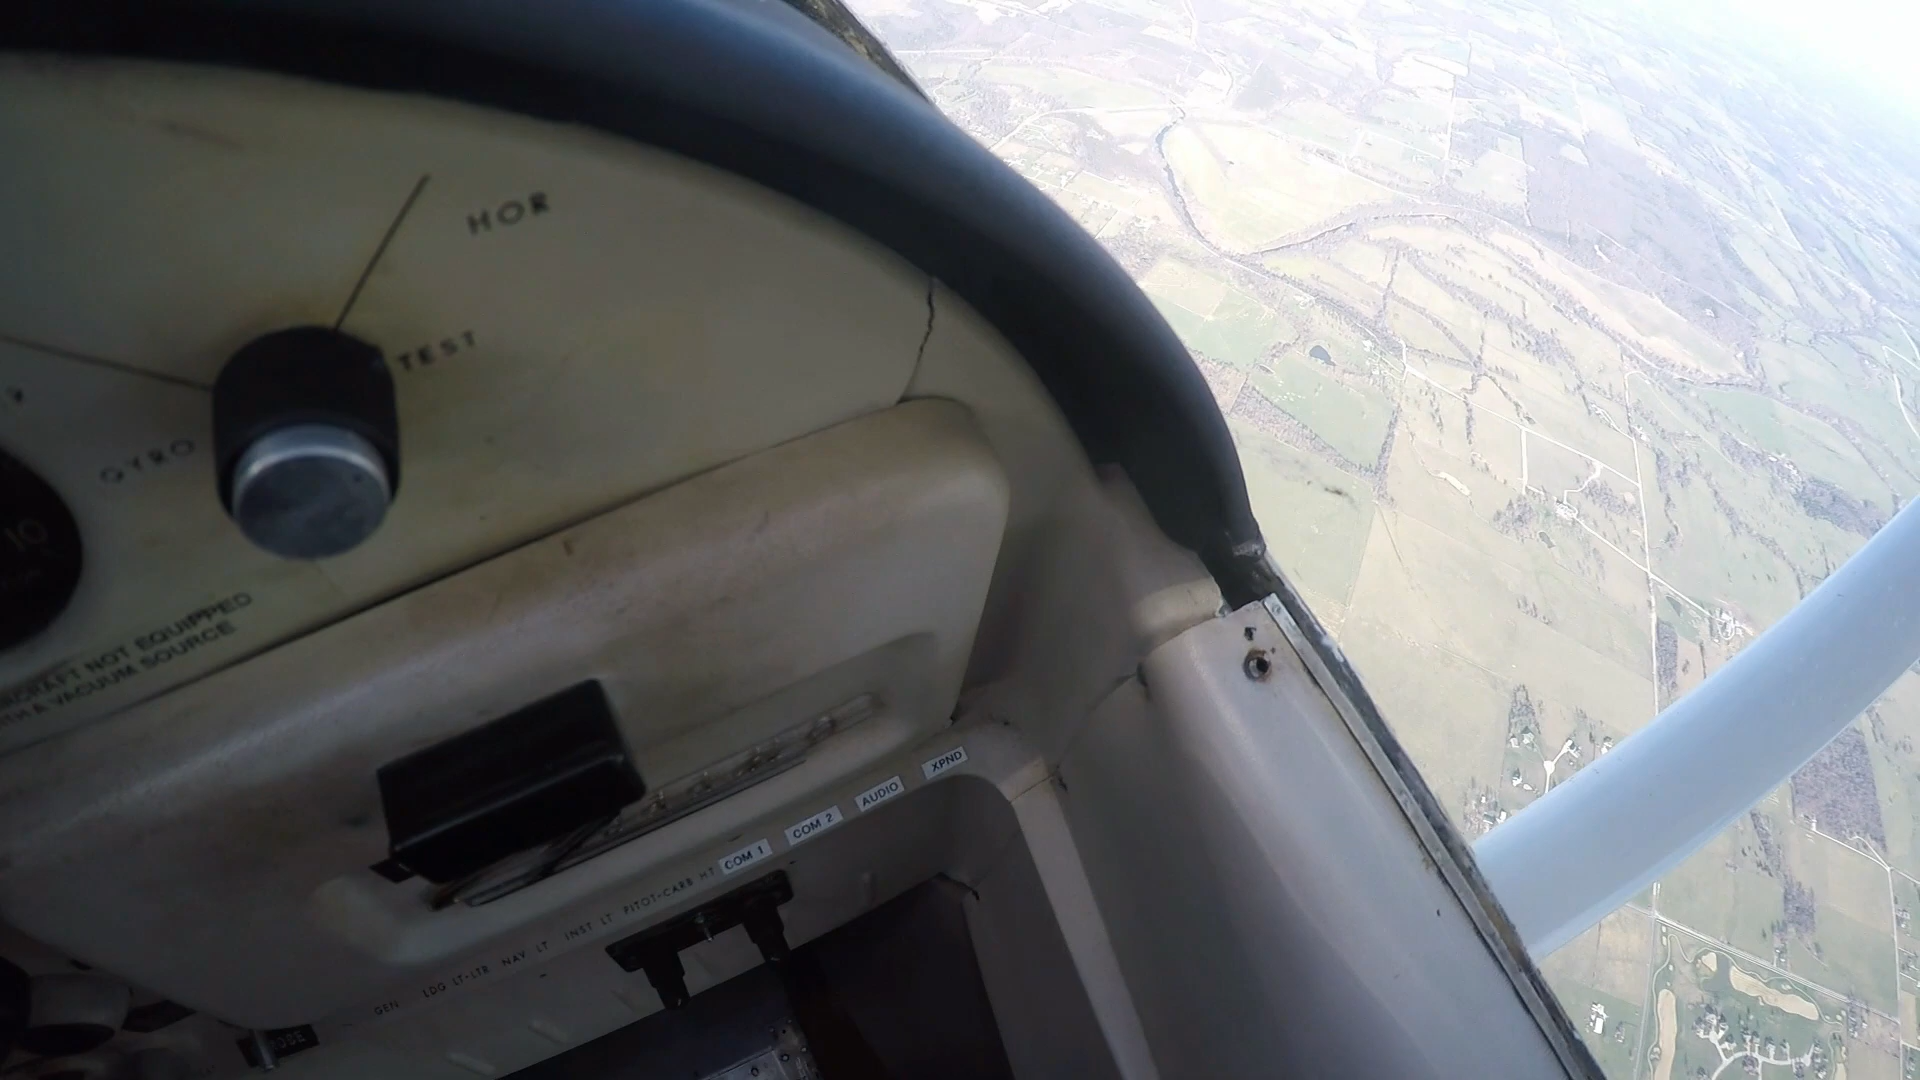 HOR
TEST
GYRO
10
AIRCRAFT NOT EQUIPPED
WITH A VACUUM SOURCE
XPND
AUDIO
COM 2
COM 1
GEN LDG LT-LTR NAV LT INST LT PITOT-CARB HT